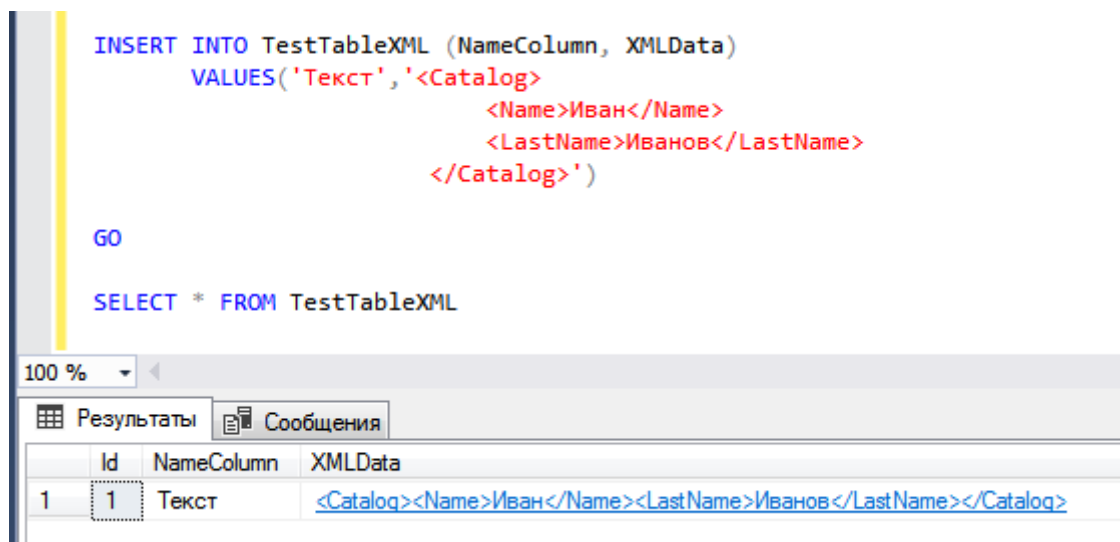 INSERT INTO TestTableXML (NameColumn, XMLData)
VALUES('Текст','<Catalog>
<Name>Иван</Name>
<LastName>Иванов</LastName>
</Catalog>')
GO
SELECT * FROM TestTableXML
100 %
Результаты Сообщения
Id NameColumn XMLData
1 1 Текст <Catalog><Name>Иван</Name><LastName>Иванов</LastName></Catalog>